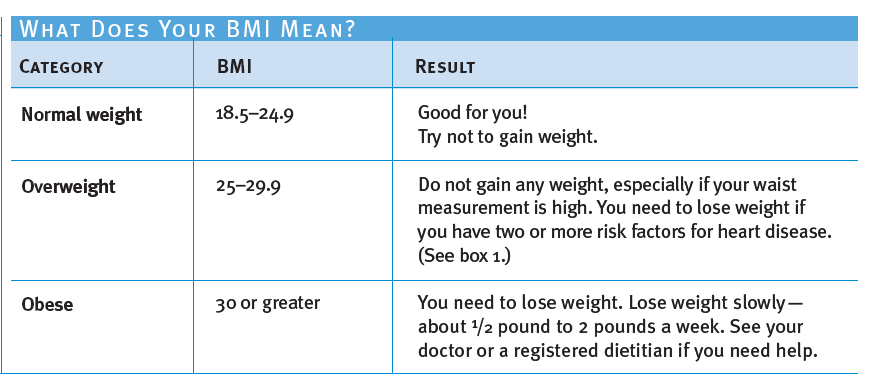 WHAT DOES YOUR BMI MEAN?
CATEGORY BMI RESULT
Normal weight 18.5–24.9 Good for you!
Try not to gain weight.
Overweight 25–29.9 Do not gain any weight, especially if your waist
measurement is high. You need to lose weight if
you have two or more risk factors for heart disease.
(See box 1.)
Obese 30 or greater You need to lose weight. Lose weight slowly—
about 1/2 pound to 2 pounds a week. See your
doctor or a registered dietitian if you need help.